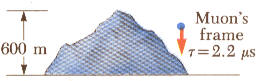 Muon's
frame
600 m
τ = 2.2 μs